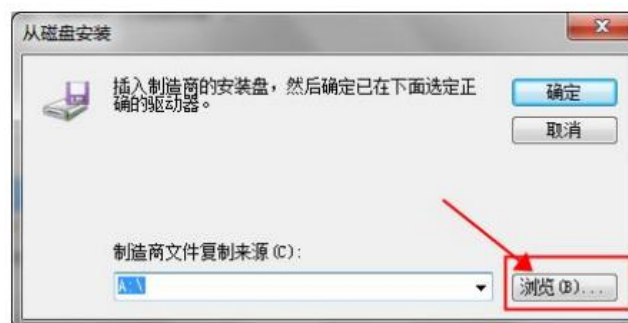 从磁盘安装
插入制造商的安装盘，然后确定已在下面选定正
确的驱动器。
确定
取消
制造商文件复制来源(C):
A:\
浏览(B)...